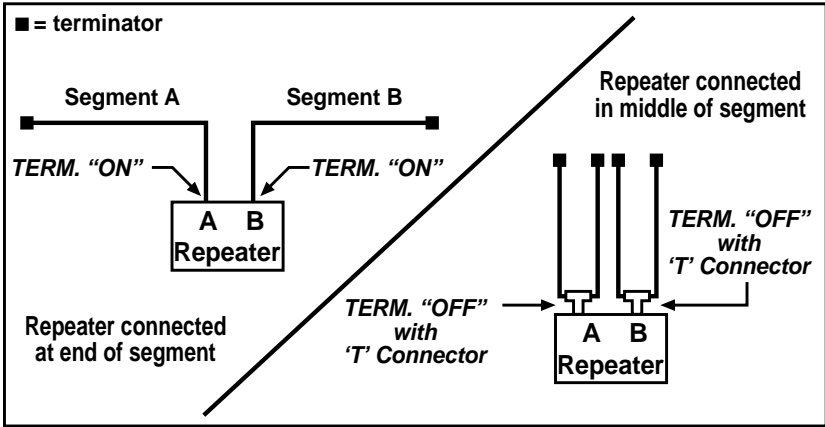 ■ = terminator
Segment A
Segment B
TERM. “ON”
TERM. “ON”
A B
Repeater
Repeater connected
at end of segment
Repeater connected
in middle of segment
TERM. “OFF”
with
‘T’ Connector
TERM. “OFF”
with
‘T’ Connector
A B
Repeater